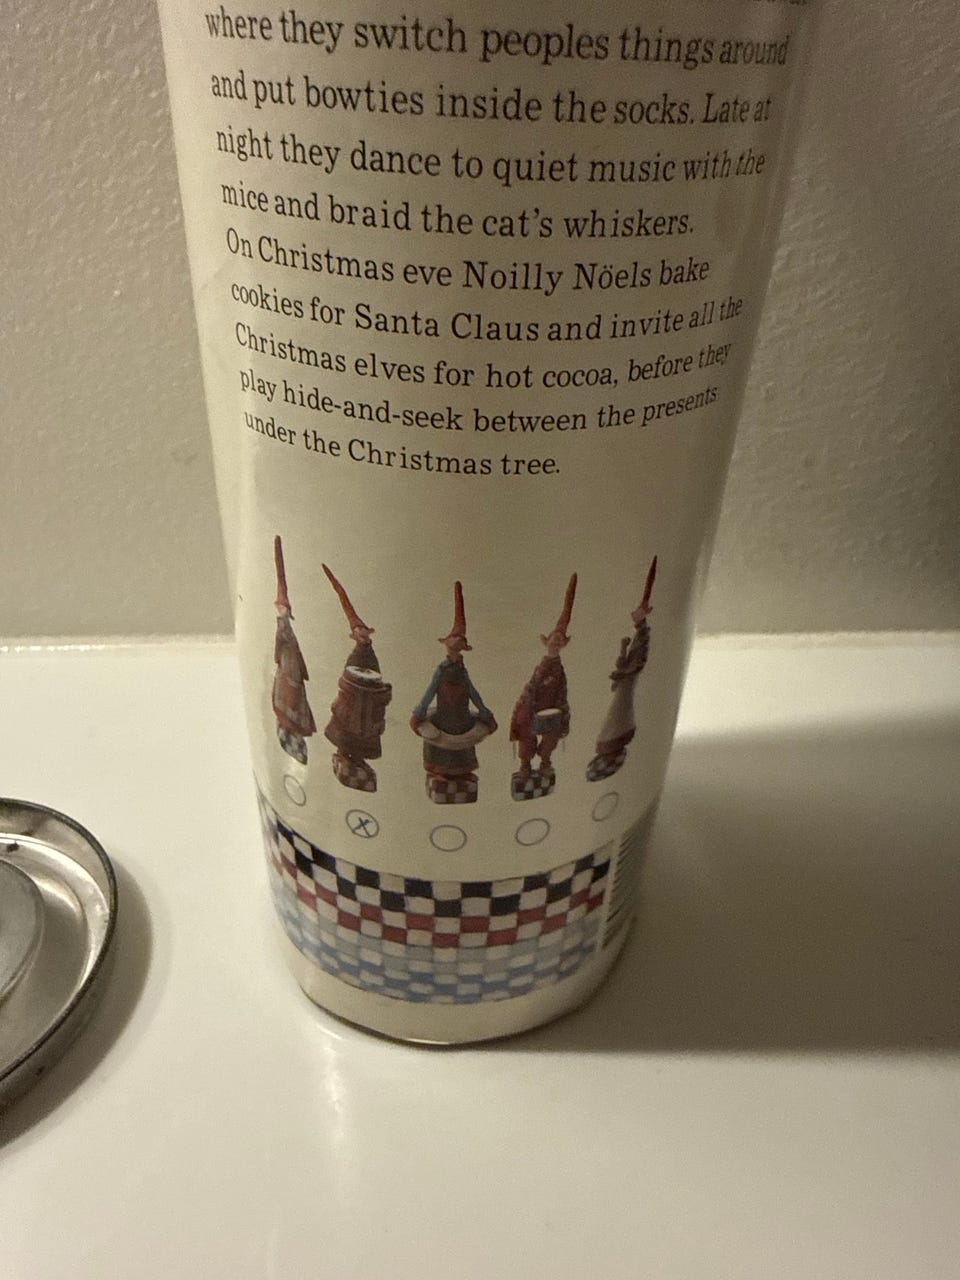 where they switch peoples things around
and put bowties inside the socks. Late at
night they dance to quiet music with the
mice and braid the cat's whiskers.
On Christmas eve Noilly Nöels bake
cookies for Santa Claus and invite all the
Christmas elves for hot cocoa, before they
play hide-and-seek between the presents
under the Christmas tree.
X